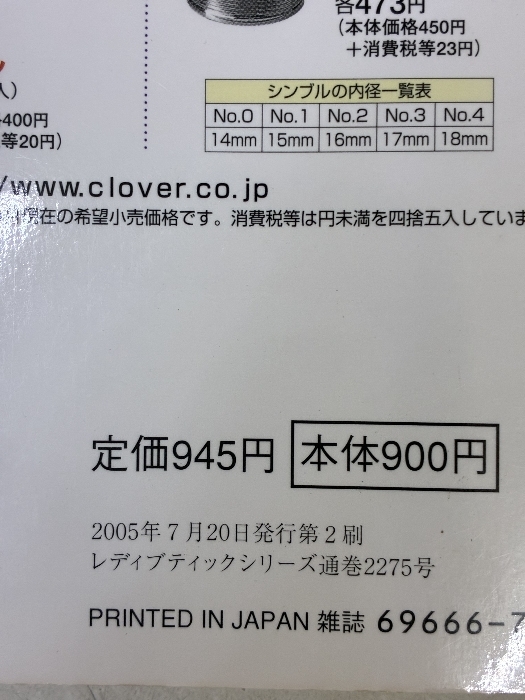 各473円
(本体価格450円
+消費税等23円)
400円
等20円)
シンブルの内径一覧表
No.0 No.1 No.2 No.3 No.4
14mm 15mm 16mm 17mm 18mm
/www.clover.co.jp
現在の希望小売価格です。消費税等は円未満を四捨五入していま
定価945円 本体900円
2005年7月20日発行第2刷
レディブティックシリーズ通巻2275号
PRINTED IN JAPAN 雑誌 69666-7